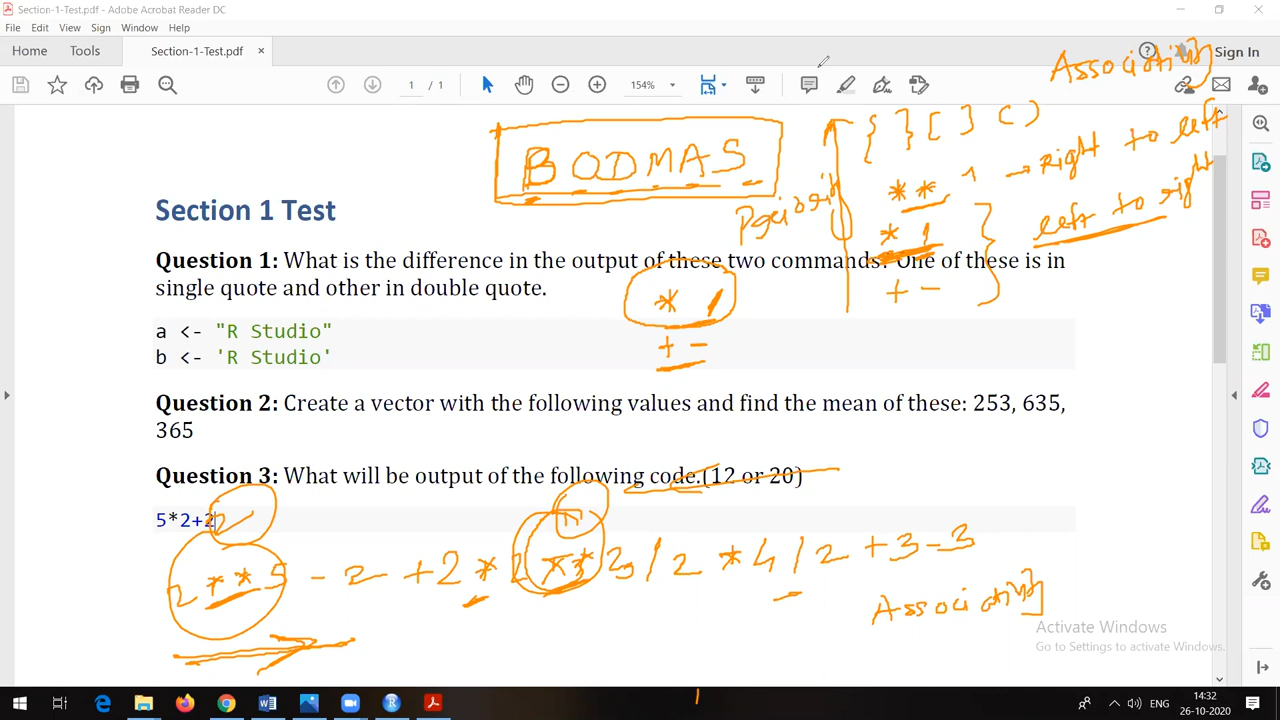 Section-1-Test.pdf - Adobe Acrobat Reader DC
File Edit View Sign Window Help
Home Tools Section-1-Test.pdf × Sign In
1 / 1 154%
Associativity
{ } [ ] ( )
BODMAS
** ^ → right to left
Priority
* / left to right
+ -
Section 1 Test
Question 1: What is the difference in the output of these two commands? One of these is in
single quote and other in double quote.
* /
+ -
a <- "R Studio"
b <- 'R Studio'
Question 2: Create a vector with the following values and find the mean of these: 253, 635,
365
Question 3: What will be output of the following code.(12 or 20)
5*2+2
2 ** 5 - 2 + 2 * 2 ** 3 / 2 * 4 / 2 + 3 - 3
Associativity
Activate Windows
Go to Settings to activate Windows.
ENG
14:32
26-10-2020